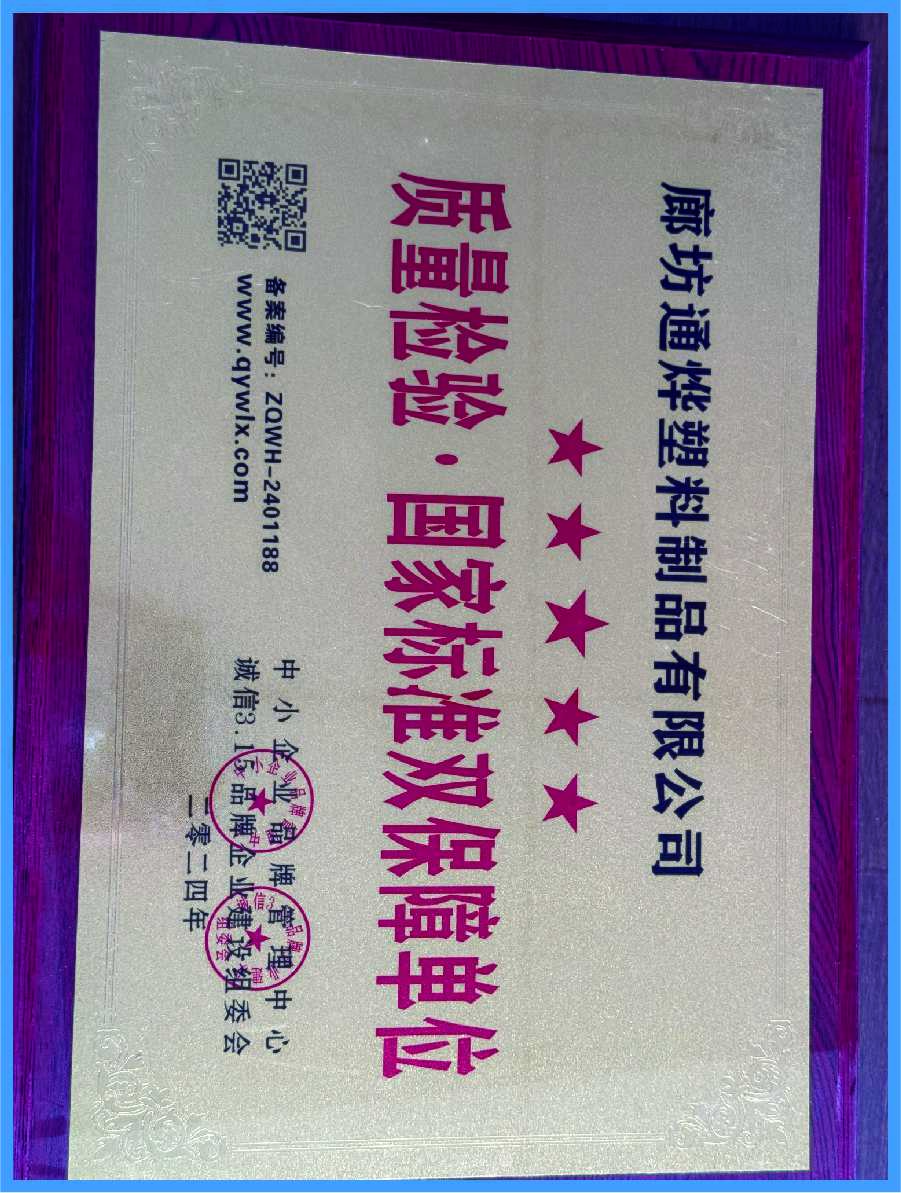 廊坊通烨塑料制品有限公司
质量检验·国家标准双保障单位
备案编号：ZQWH-2401188
www.qywlx.com
中小企业品牌管理中心
诚信3.15品牌企业建设组委会
二零二四年